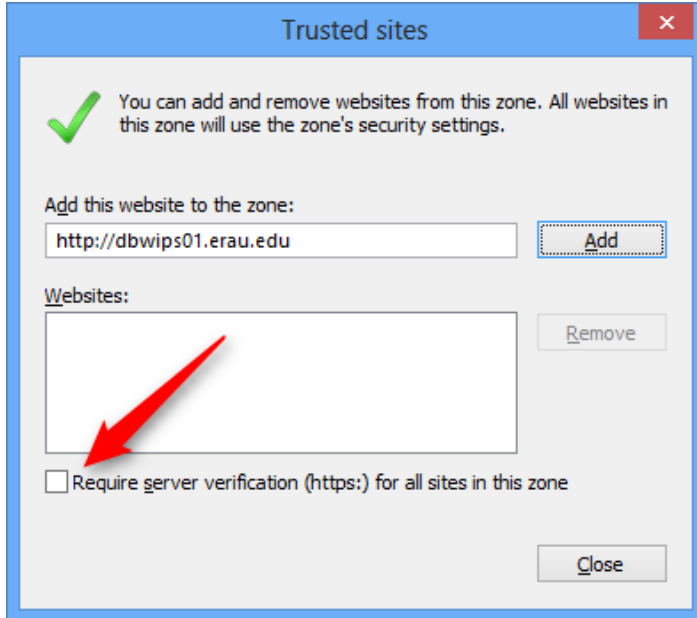 Trusted sites
You can add and remove websites from this zone. All websites in
this zone will use the zone's security settings.
Add this website to the zone:
http://dbwips01.erau.edu
Add
Websites:
Remove
Require server verification (https:) for all sites in this zone
Close